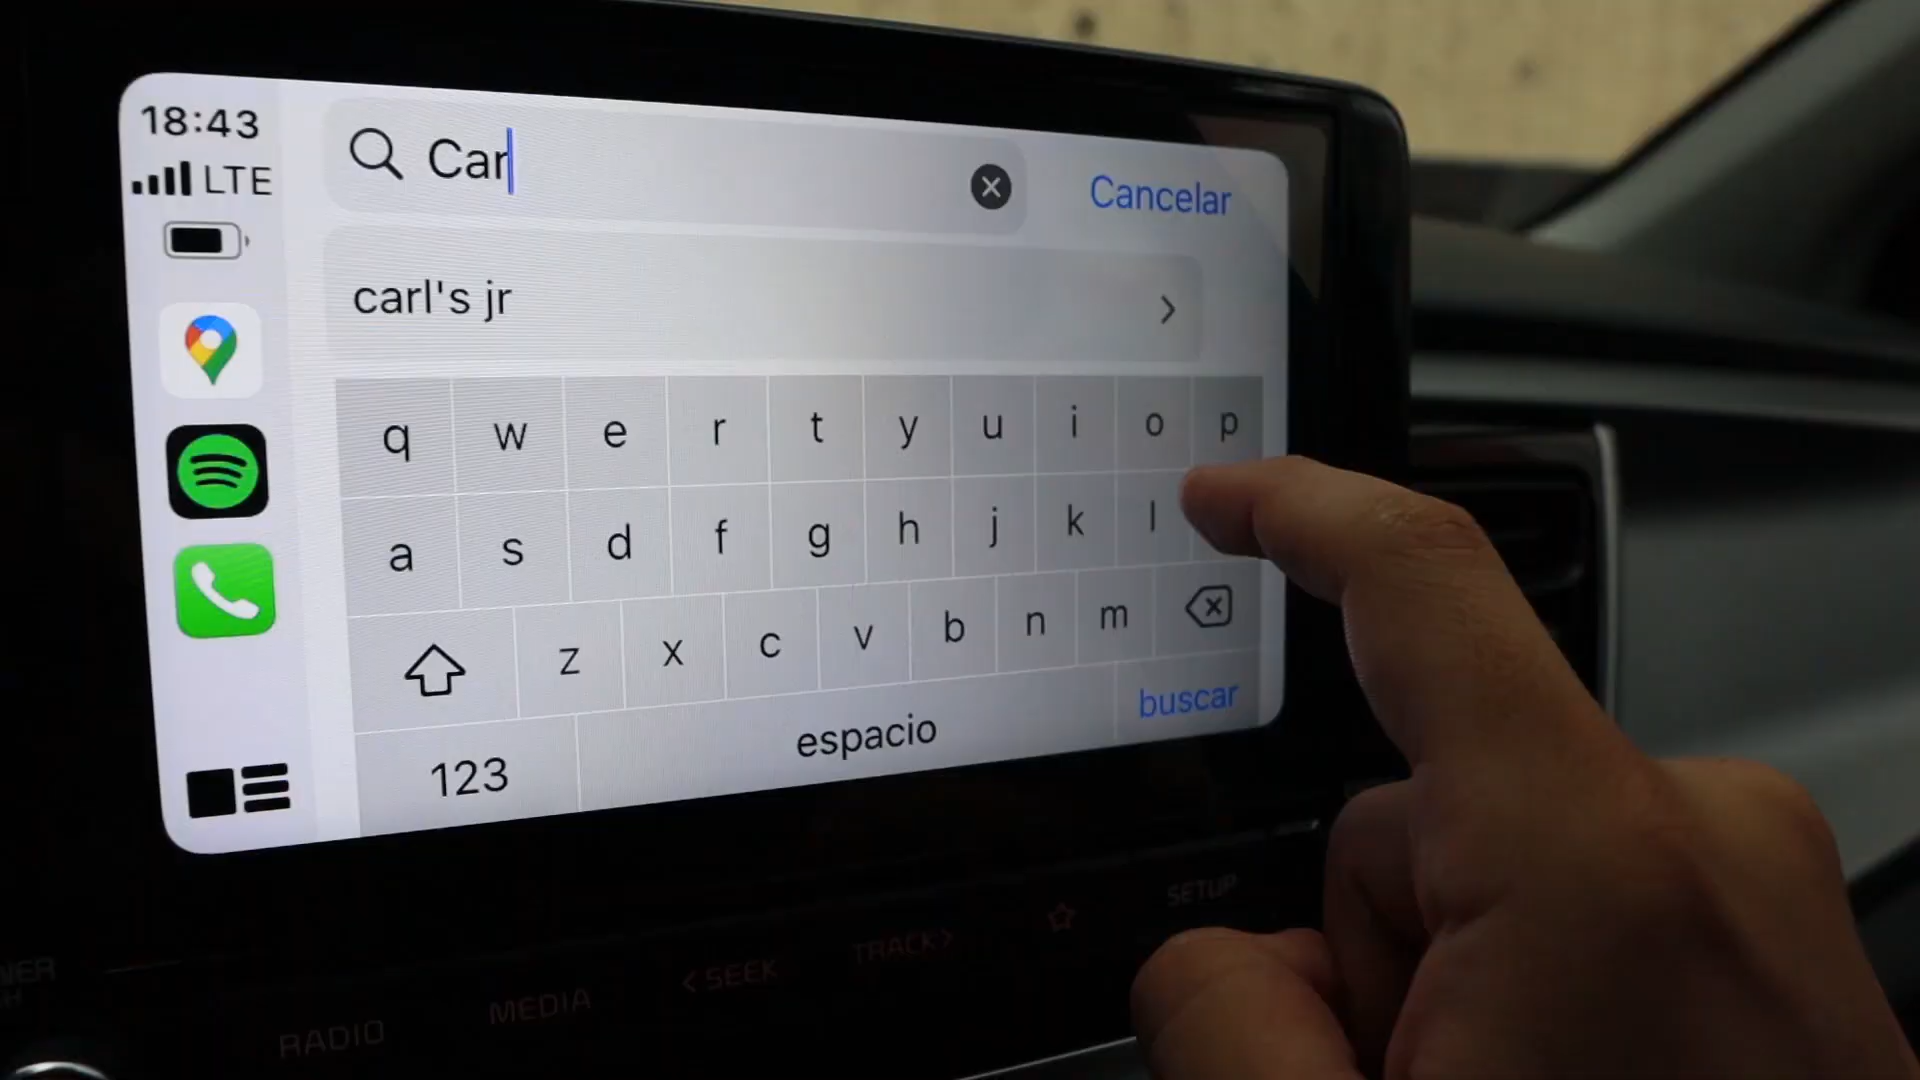 18:43
LTE
Car
Cancelar
carl's jr
q w e r t y u i o p
a s d f g h j k l
z x c v b n m
123
espacio
buscar
RADIO
MEDIA
< SEEK
TRACK >
SETUP